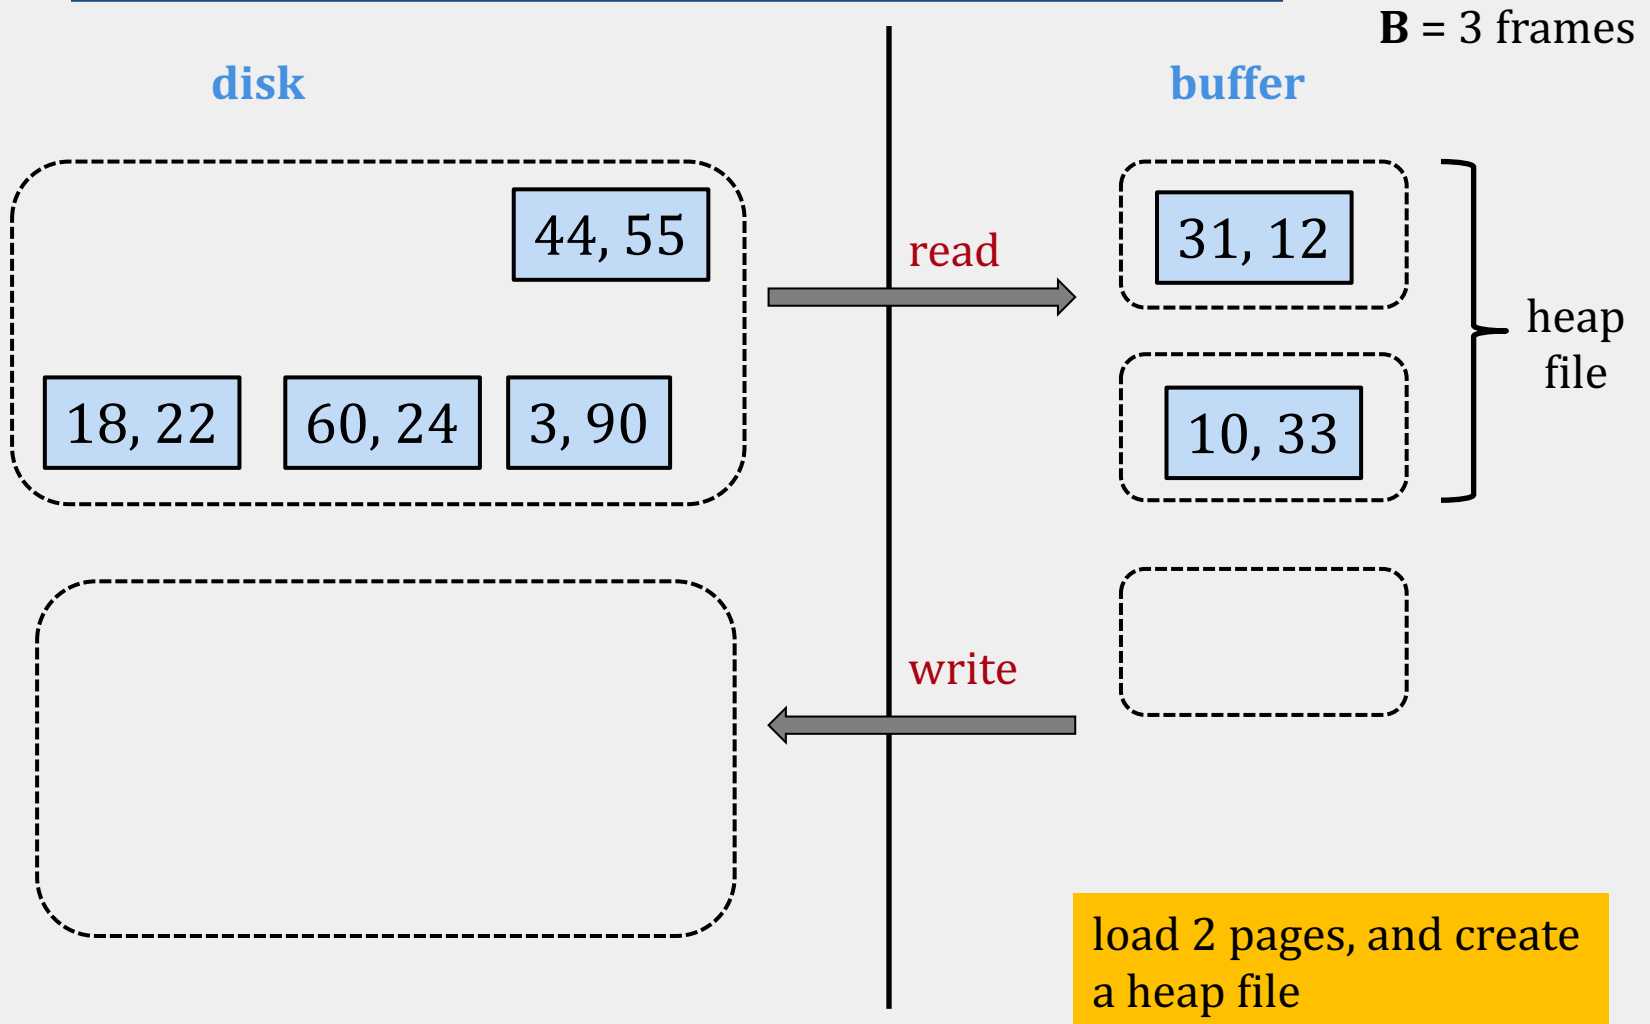 B = 3 frames
disk
buffer
44, 55
18, 22
60, 24
3, 90
read
write
31, 12
10, 33
heap
file
load 2 pages, and create
a heap file